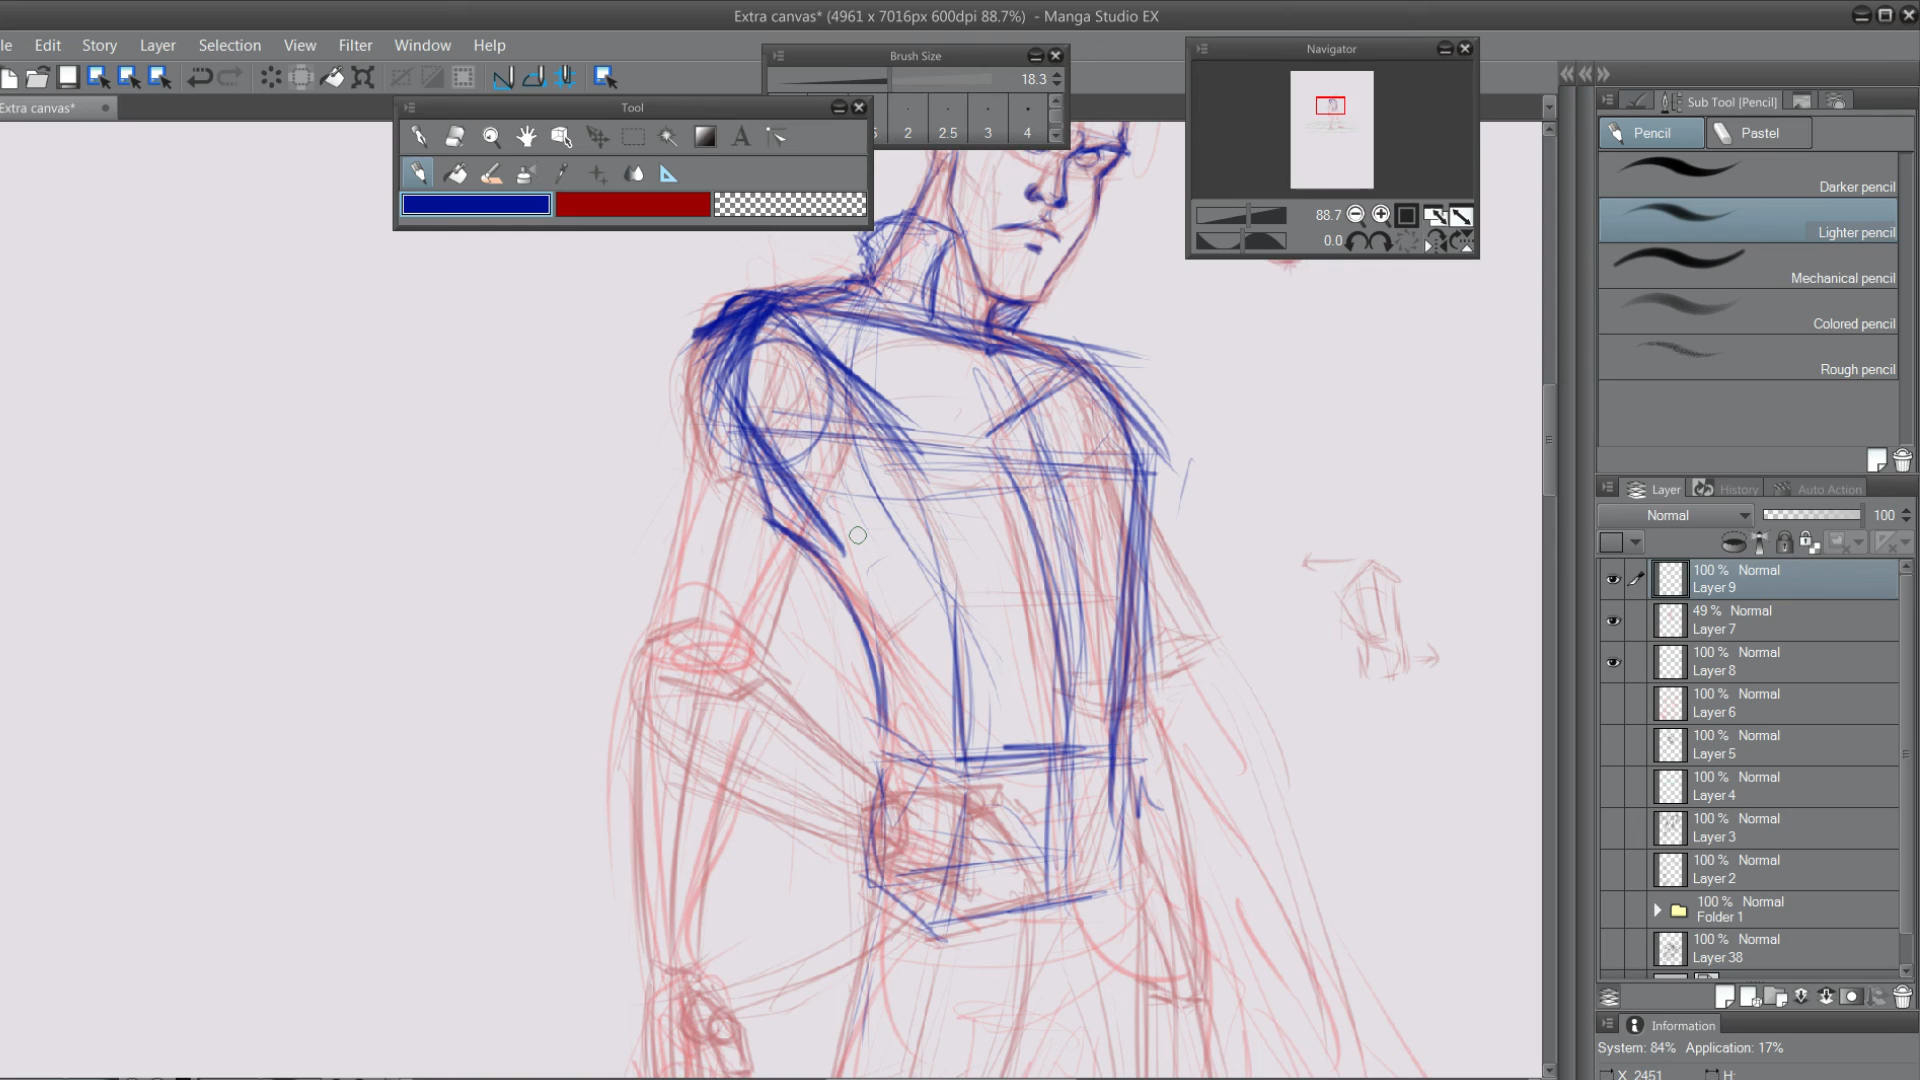 Extra canvas* (4961 x 7016px 600dpi 88.7%) - Manga Studio EX
le Edit Story Layer Selection View Filter Window Help
Extra canvas*
Brush Size
18.3
5 2 2.5 3 4
Tool
A
Navigator
88.7
0.0
Sub Tool [Pencil]
Pencil Pastel
Darker pencil
Lighter pencil
Mechanical pencil
Colored pencil
Rough pencil
Layer History Auto Action
Normal 100
100 % Normal
Layer 9
49 % Normal
Layer 7
100 % Normal
Layer 8
100 % Normal
Layer 6
100 % Normal
Layer 5
100 % Normal
Layer 4
100 % Normal
Layer 3
100 % Normal
Layer 2
100 % Normal
Folder 1
100 % Normal
Layer 38
Information
System: 84% Application: 17%
X 2451 H: